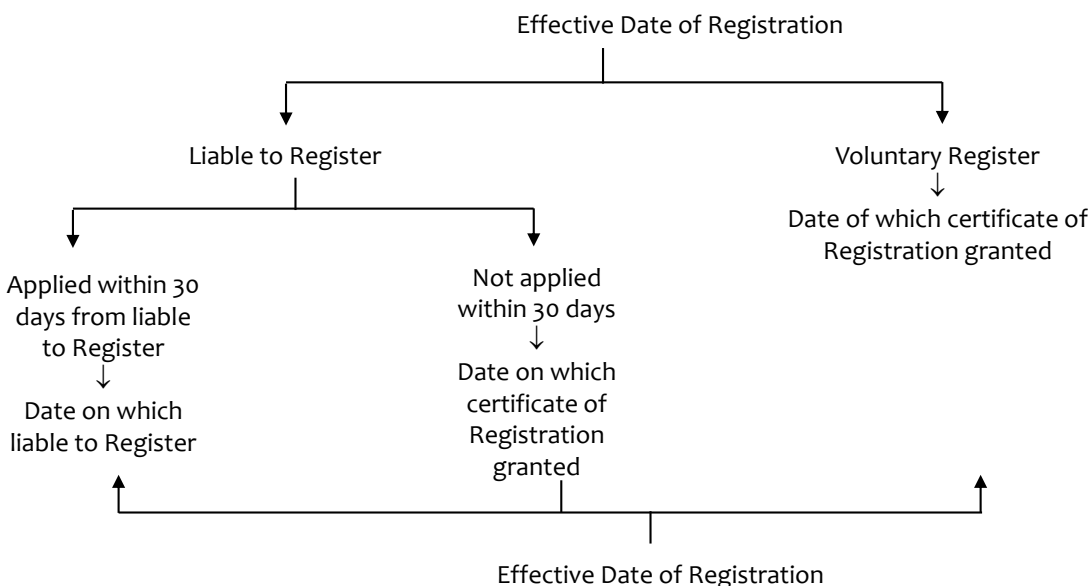 Effective Date of Registration
Liable to Register
Voluntary Register
↓
Date of which certificate of
Registration granted
Applied within 30
days from liable
to Register
↓
Date on which
liable to Register
Not applied
within 30 days
↓
Date on which
certificate of
Registration
granted
Effective Date of Registration